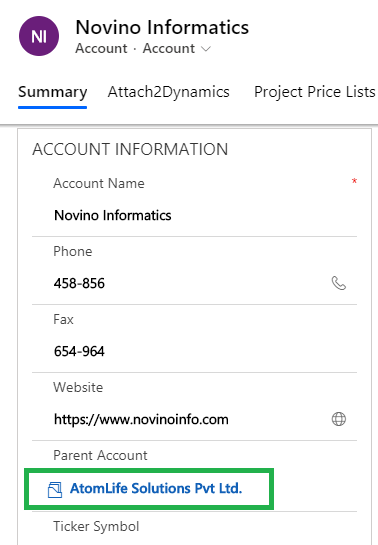 NI
Novino Informatics
Account · Account
Summary Attach2Dynamics Project Price Lists
ACCOUNT INFORMATION
Account Name *
Novino Informatics
Phone
458-856
Fax
654-964
Website
https://www.novinoinfo.com
Parent Account
AtomLife Solutions Pvt Ltd.
Ticker Symbol